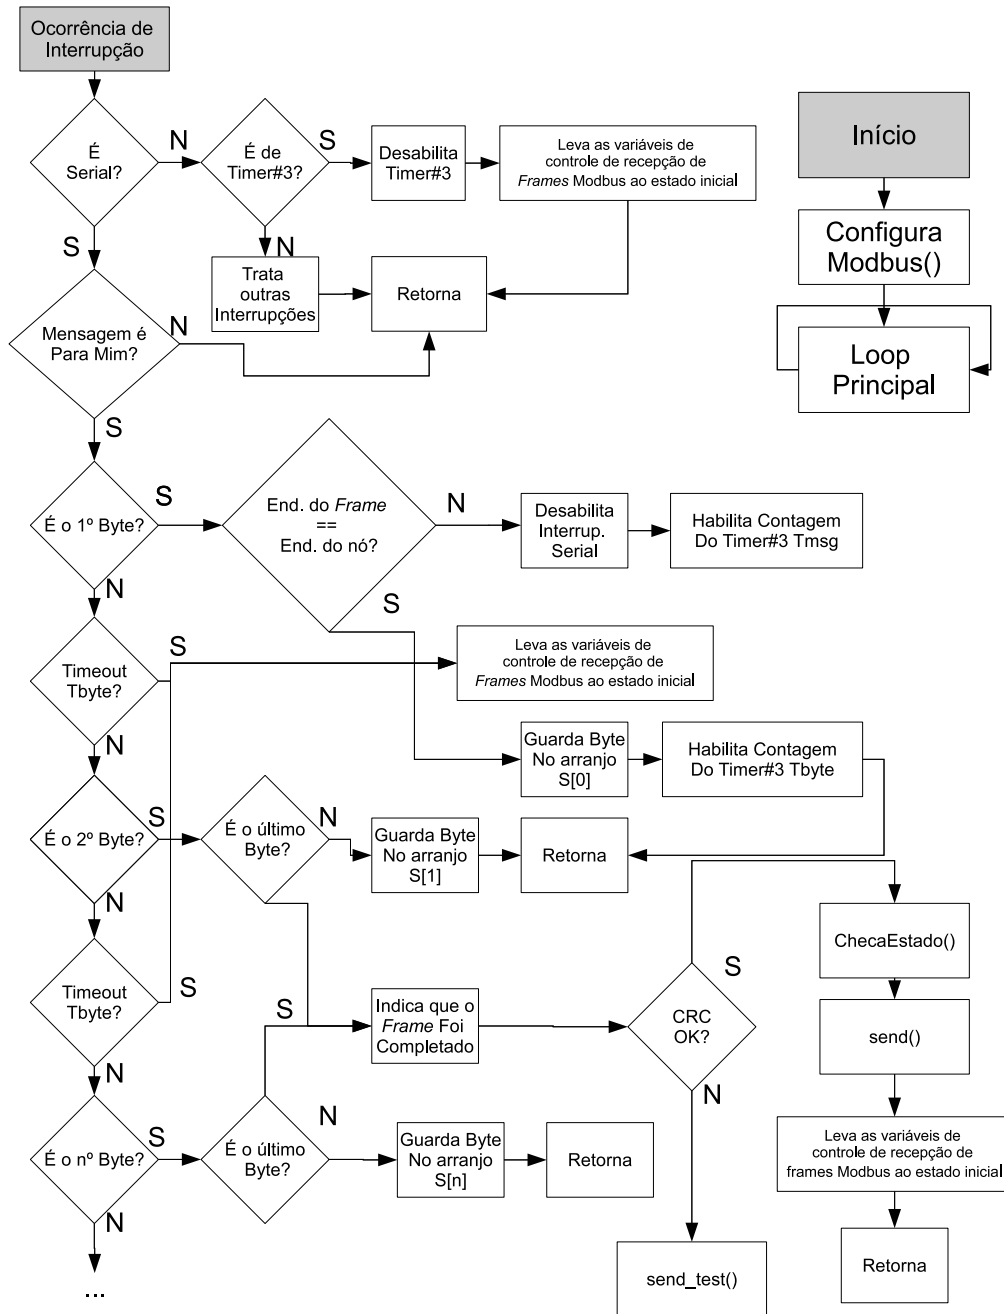 Ocorrência de
Interrupção
É
Serial?
N
É de
Timer#3?
S
Desabilita
Timer#3
Leva as variáveis de
controle de recepção de
Frames Modbus ao estado inicial
Início
S
N
Trata
outras
Interrupções
Retorna
Configura
Modbus()
Mensagem é
Para Mim?
N
Loop
Principal
S
É o 1º Byte?
S
End. do Frame
==
End. do nó?
N
Desabilita
Interrup.
Serial
Habilita Contagem
Do Timer#3 Tmsg
N
S
Timeout
Tbyte?
S
Leva as variáveis de
controle de recepção de
Frames Modbus ao estado inicial
N
Guarda Byte
No arranjo
S[0]
Habilita Contagem
Do Timer#3 Tbyte
É o 2º Byte?
S
É o último
Byte?
N
Guarda Byte
No arranjo
S[1]
Retorna
N
ChecaEstado()
Timeout
Tbyte?
S
S
Indica que o
Frame Foi
Completado
CRC
OK?
S
send()
N
N
É o nº Byte?
S
É o último
Byte?
N
Guarda Byte
No arranjo
S[n]
Retorna
Leva as variáveis de
controle de recepção de
frames Modbus ao estado inicial
N
...
send_test()
Retorna